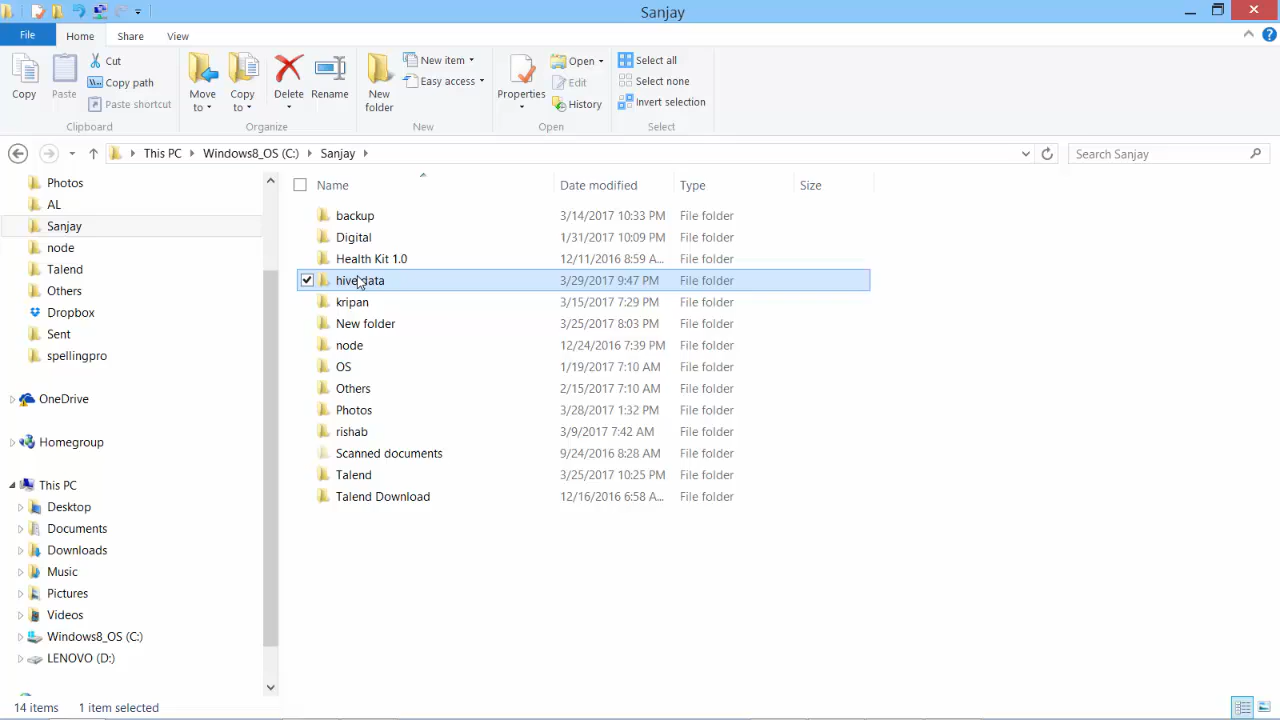 Sanjay
File Home Share View
Copy Paste Cut Copy path Paste shortcut
Move to Copy to Delete Rename
New folder New item Easy access
Properties Open Edit History
Select all Select none Invert selection
Clipboard Organize New Open Select
This PC Windows8_OS (C:) Sanjay
Search Sanjay
Photos
AL
Sanjay
node
Talend
Others
Dropbox
Sent
spellingpro
OneDrive
Homegroup
This PC
Desktop
Documents
Downloads
Music
Pictures
Videos
Windows8_OS (C:)
LENOVO (D:)
Name Date modified Type Size
backup 3/14/2017 10:33 PM File folder
Digital 1/31/2017 10:09 PM File folder
Health Kit 1.0 12/11/2016 8:59 A... File folder
3/29/2017 9:47 PM File folder
kripan 3/15/2017 7:29 PM File folder
New folder 3/25/2017 8:03 PM File folder
node 12/24/2016 7:39 PM File folder
OS 1/19/2017 7:10 AM File folder
Others 2/15/2017 7:10 AM File folder
Photos 3/28/2017 1:32 PM File folder
rishab 3/9/2017 7:42 AM File folder
Scanned documents 9/24/2016 8:28 AM File folder
Talend 3/25/2017 10:25 PM File folder
Talend Download 12/16/2016 6:58 A... File folder
14 items 1 item selected